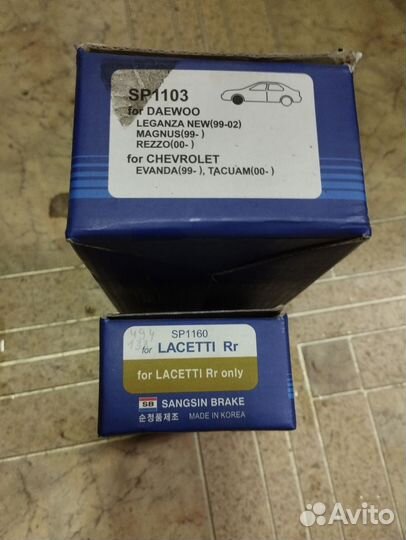 SP1103
for DAEWOO
LEGANZA NEW(99-02)
MAGNUS(99- )
REZZO(00- )
for CHEVROLET
EVANDA(99- ), TACUAM(00- )
494
SP1160
for LACETTI Rr
for LACETTI Rr only
SB SANGSIN BRAKE
순정품제조 MADE IN KOREA
Avito